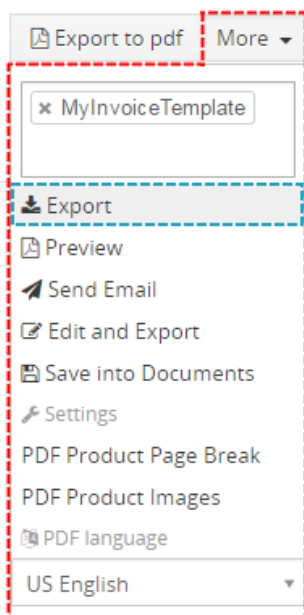 Export to pdf More
× MyInvoiceTemplate
Export
Preview
Send Email
Edit and Export
Save into Documents
Settings
PDF Product Page Break
PDF Product Images
PDF language
US English